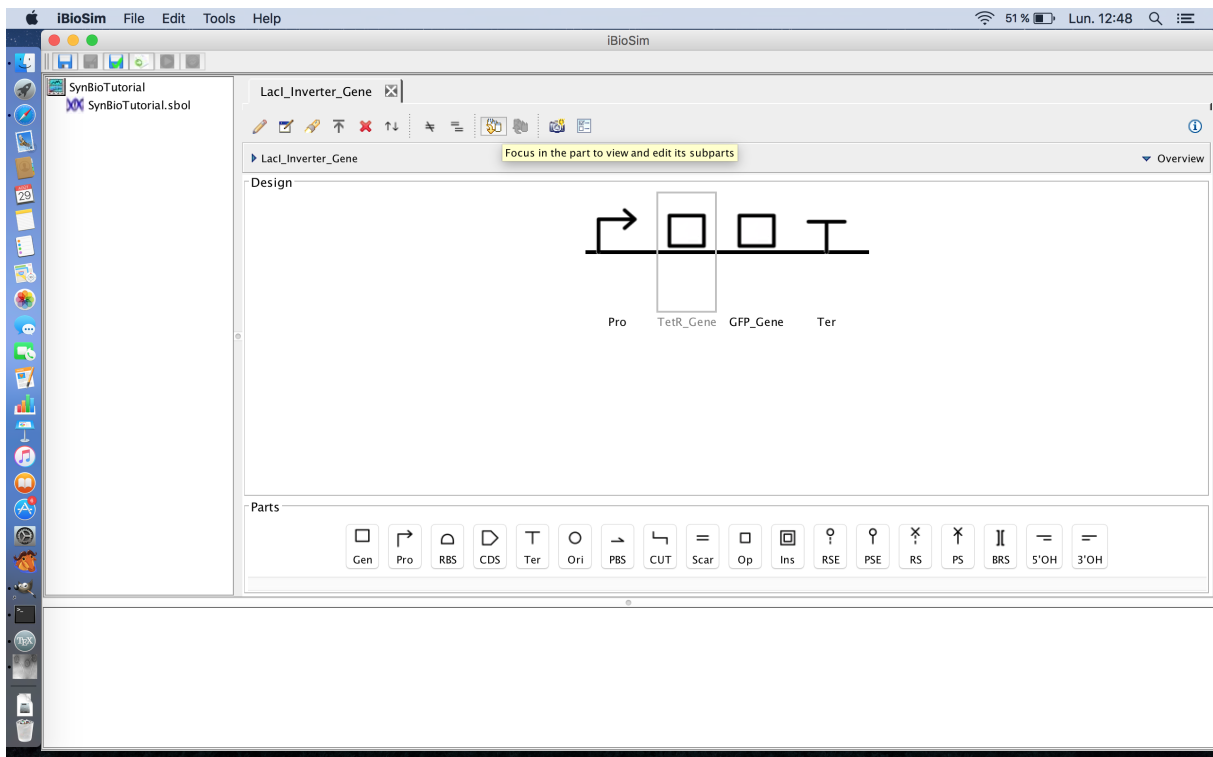 iBioSim File Edit Tools Help 51 % Lun. 12:48
iBioSim
SynBioTutorial
SynBioTutorial.sbol
LacI_Inverter_Gene
Focus in the part to view and edit its subparts
LacI_Inverter_Gene Overview
Design
Pro TetR_Gene GFP_Gene Ter
Parts
Gen Pro RBS CDS Ter Ori PBS CUT Scar Op Ins RSE PSE RS PS BRS 5'OH 3'OH
29
TEX